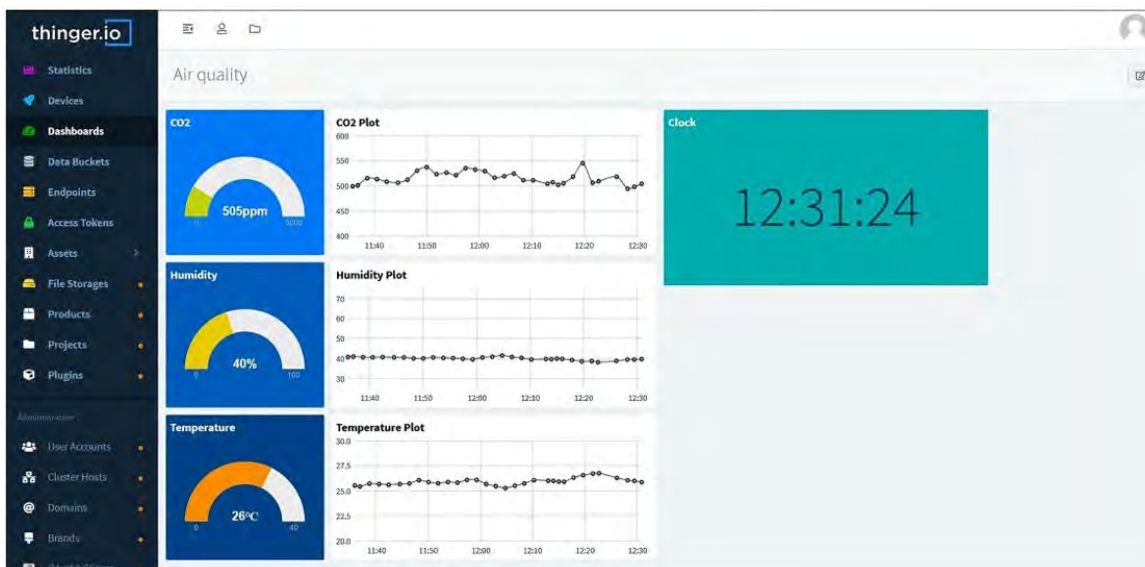 thinger.io
Statistics
Devices
Dashboards
Data Buckets
Endpoints
Access Tokens
Assets
File Storages
Products
Projects
Plugins
Administration
User Accounts
Cluster Hosts
Domains
Brands
Air quality
CO2
505ppm
0
CO2 Plot
600
550
500
450
400
11:40 11:50 12:00 12:10 12:20 12:30
Clock
12:31:24
Humidity
40%
0 100
Humidity Plot
70
60
50
40
30
11:40 11:50 12:00 12:10 12:20 12:30
Temperature
26°C
0 40
Temperature Plot
30.0
27.5
25.0
22.5
20.0
11:40 11:50 12:00 12:10 12:20 12:30